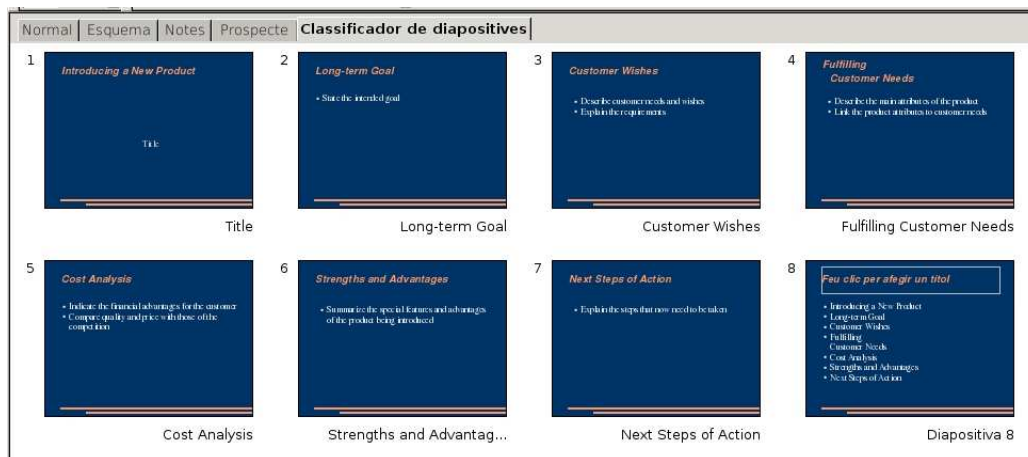 Normal Esquema Notes Prospecte Classificador de diapositives
1
Introducing a New Product
Title
Title
2
Long-term Goal
• State the intended goal
Long-term Goal
3
Customer Wishes
• Describe customer needs and wishes
• Explain the requirements
Customer Wishes
4
Fulfilling
Customer Needs
• Describe the main attributes of the product
• Link the product attributes to customer needs
Fulfilling Customer Needs
5
Cost Analysis
• Indicate the financial advantages for the customer
• Compare quality and price with those of the
competition
Cost Analysis
6
Strengths and Advantages
• Summarize the special features and advantages
of the product being introduced
Strengths and Advantag...
7
Next Steps of Action
• Explain the steps that now need to be taken
Next Steps of Action
8
Feu clic per afegir un títol
• Introducing a New Product
• Long-term Goal
• Customer Wishes
• Fulfilling
Customer Needs
• Cost Analysis
• Strengths and Advantages
• Next Steps of Action
Diapositiva 8